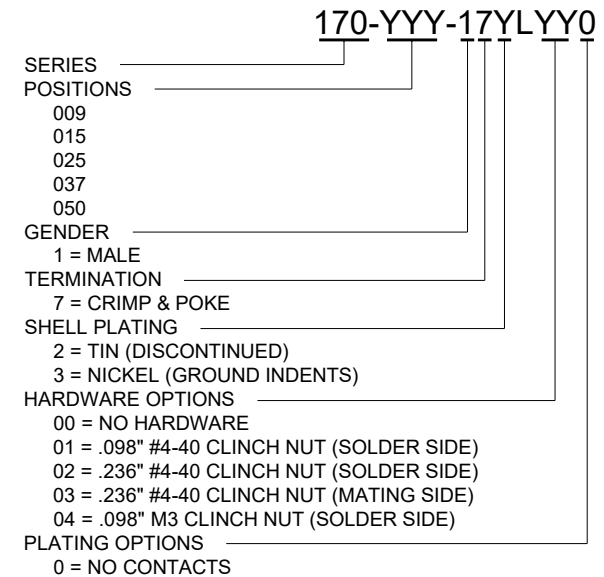 170-YYY-17YLYY0
SERIES
POSITIONS
009
015
025
037
050
GENDER
1 = MALE
TERMINATION
7 = CRIMP & POKE
SHELL PLATING
2 = TIN (DISCONTINUED)
3 = NICKEL (GROUND INDENTS)
HARDWARE OPTIONS
00 = NO HARDWARE
01 = .098" #4-40 CLINCH NUT (SOLDER SIDE)
02 = .236" #4-40 CLINCH NUT (SOLDER SIDE)
03 = .236" #4-40 CLINCH NUT (MATING SIDE)
04 = .098" M3 CLINCH NUT (SOLDER SIDE)
PLATING OPTIONS
0 = NO CONTACTS